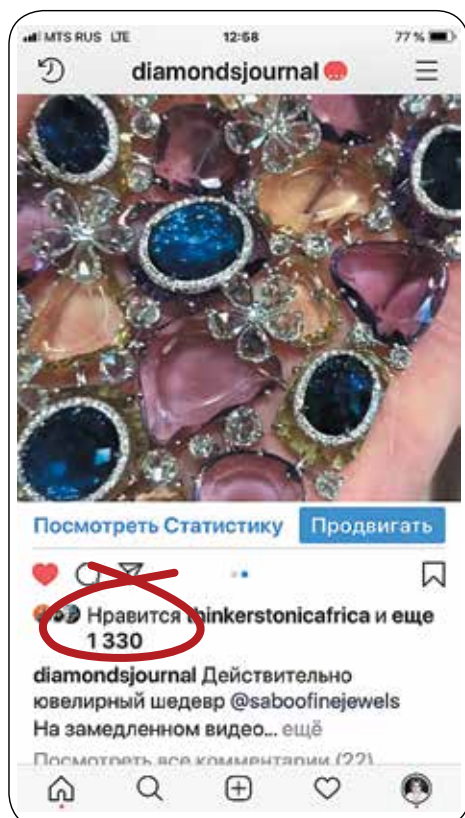 MTS RUS LTE 12:58 77 %
diamondsjournal
Посмотреть Статистику Продвигать
Нравится thinkerstonicafrica и еще
1 330
diamondsjournal Действительно
ювелирный шедевр @saboofinejewels
На замедленном видео... ещё
Посмотреть все комментарии (22)